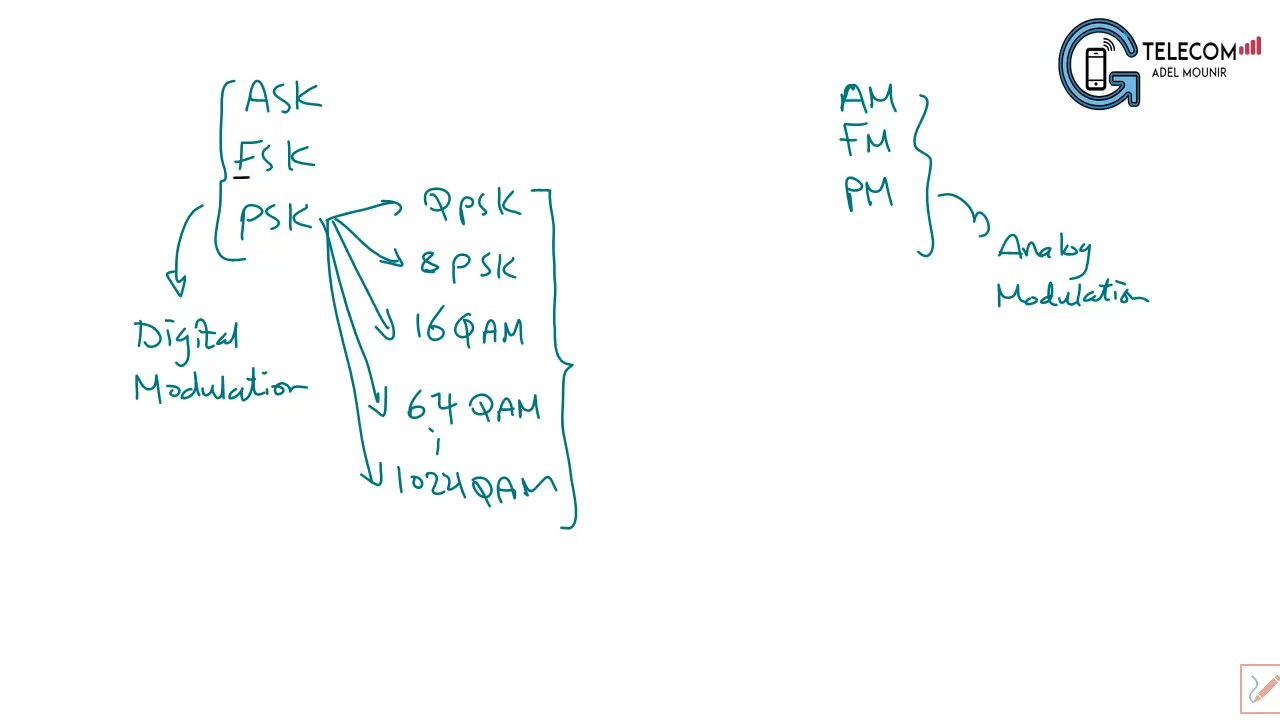 TELECOM
ADEL MOUNIR
ASK
FSK
PSK
Digital
Modulation
QPSK
8PSK
16QAM
64QAM
1024QAM
AM
FM
PM
Analog
Modulation